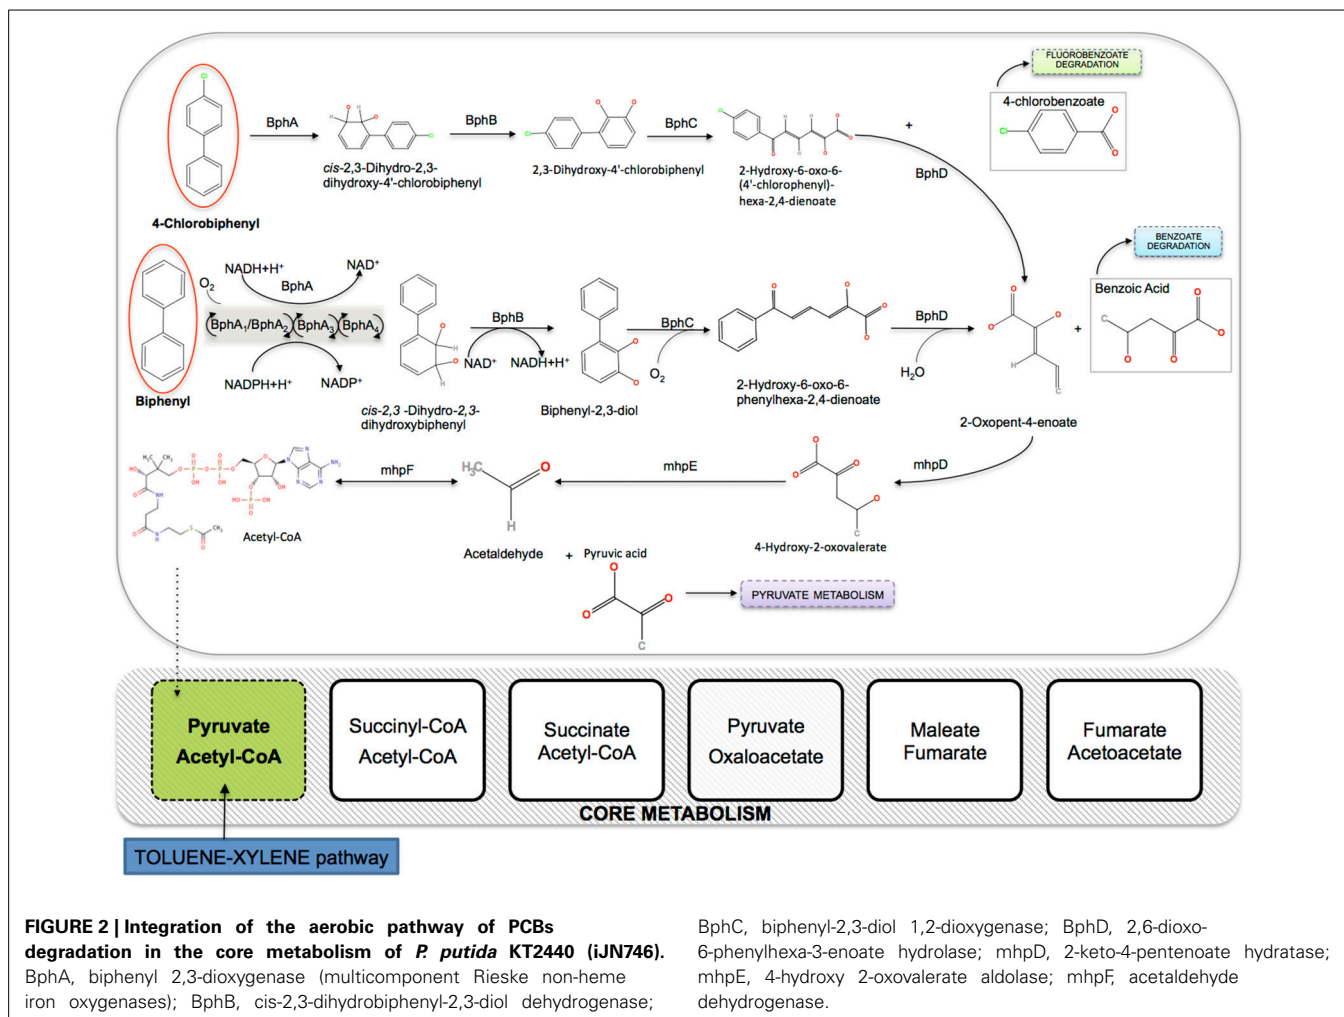 FLUOROBENZOATE
DEGRADATION
4-chlorobenzoate
Cl
O
O
Cl
BphA
H
O
H
O
Cl
BphB
Cl
O
O
BphC
Cl
O
H
H
H
O
O
O
+
BphD
cis-2,3-Dihydro-2,3-
dihydroxy-4'-chlorobiphenyl
2,3-Dihydroxy-4'-chlorobiphenyl
2-Hydroxy-6-oxo-6-
(4'-chlorophenyl)-
hexa-2,4-dienoate
4-Chlorobiphenyl
BENZOATE
DEGRADATION
Benzoic Acid
C
O
O
O
O
O2
NADH+H+
NAD+
BphA
BphA1/BphA2
BphA3
BphA4
NADPH+H+
NADP+
Biphenyl
O
H
O
H
BphB
NAD+
NADH+H+
O
O
BphC
O2
O
O
O
O
BphD
H2O
O
O
O
H
C
+
cis-2,3 -Dihydro-2,3-
dihydroxybiphenyl
Biphenyl-2,3-diol
2-Hydroxy-6-oxo-6-
phenylhexa-2,4-dienoate
2-Oxopent-4-enoate
mhpF
mhpE
mhpD
Acetyl-CoA
H3C
O
H
Acetaldehyde
+
Pyruvic acid
O
O
O
C
4-Hydroxy-2-oxovalerate
O
O
O
O
C
PYRUVATE METABOLISM
Pyruvate
Acetyl-CoA
Succinyl-CoA
Acetyl-CoA
Succinate
Acetyl-CoA
Pyruvate
Oxaloacetate
Maleate
Fumarate
Fumarate
Acetoacetate
CORE METABOLISM
TOLUENE-XYLENE pathway
FIGURE 2 | Integration of the aerobic pathway of PCBs
degradation in the core metabolism of P. putida KT2440 (iJN746).
BphA, biphenyl 2,3-dioxygenase (multicomponent Rieske non-heme
iron oxygenases); BphB, cis-2,3-dihydrobiphenyl-2,3-diol dehydrogenase;
BphC, biphenyl-2,3-diol 1,2-dioxygenase; BphD, 2,6-dioxo-
6-phenylhexa-3-enoate hydrolase; mhpD, 2-keto-4-pentenoate hydratase;
mhpE, 4-hydroxy 2-oxovalerate aldolase; mhpF, acetaldehyde
dehydrogenase.